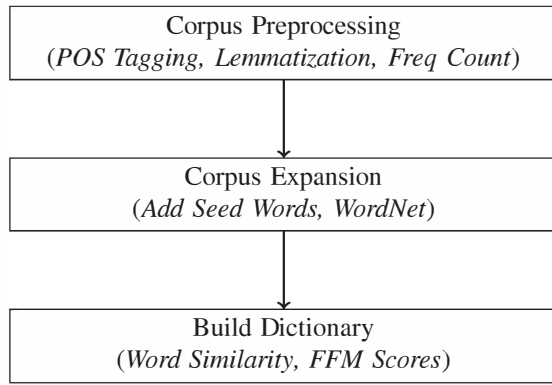 Corpus Preprocessing
(POS Tagging, Lemmatization, Freq Count)
Corpus Expansion
(Add Seed Words, WordNet)
Build Dictionary
(Word Similarity, FFM Scores)